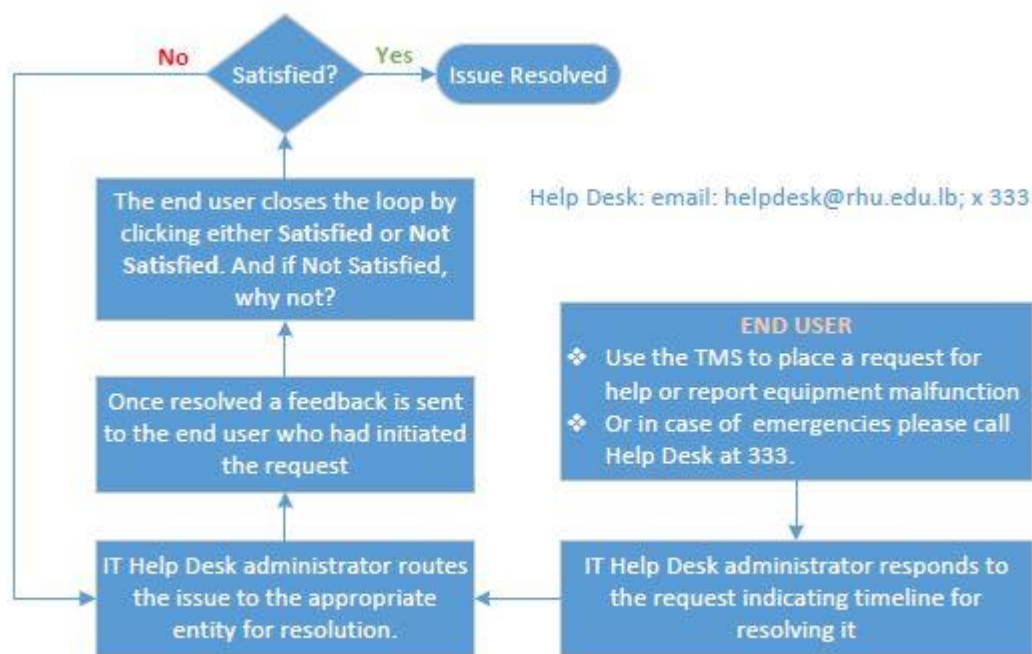 No
Satisfied?
Yes
Issue Resolved
The end user closes the loop by
clicking either Satisfied or Not
Satisfied. And if Not Satisfied,
why not?
Help Desk: email: helpdesk@rhu.edu.lb; x 333
END USER
❖ Use the TMS to place a request for
help or report equipment malfunction
❖ Or in case of emergencies please call
Help Desk at 333.
Once resolved a feedback is sent
to the end user who had initiated
the request
IT Help Desk administrator routes
the issue to the appropriate
entity for resolution.
IT Help Desk administrator responds to
the request indicating timeline for
resolving it